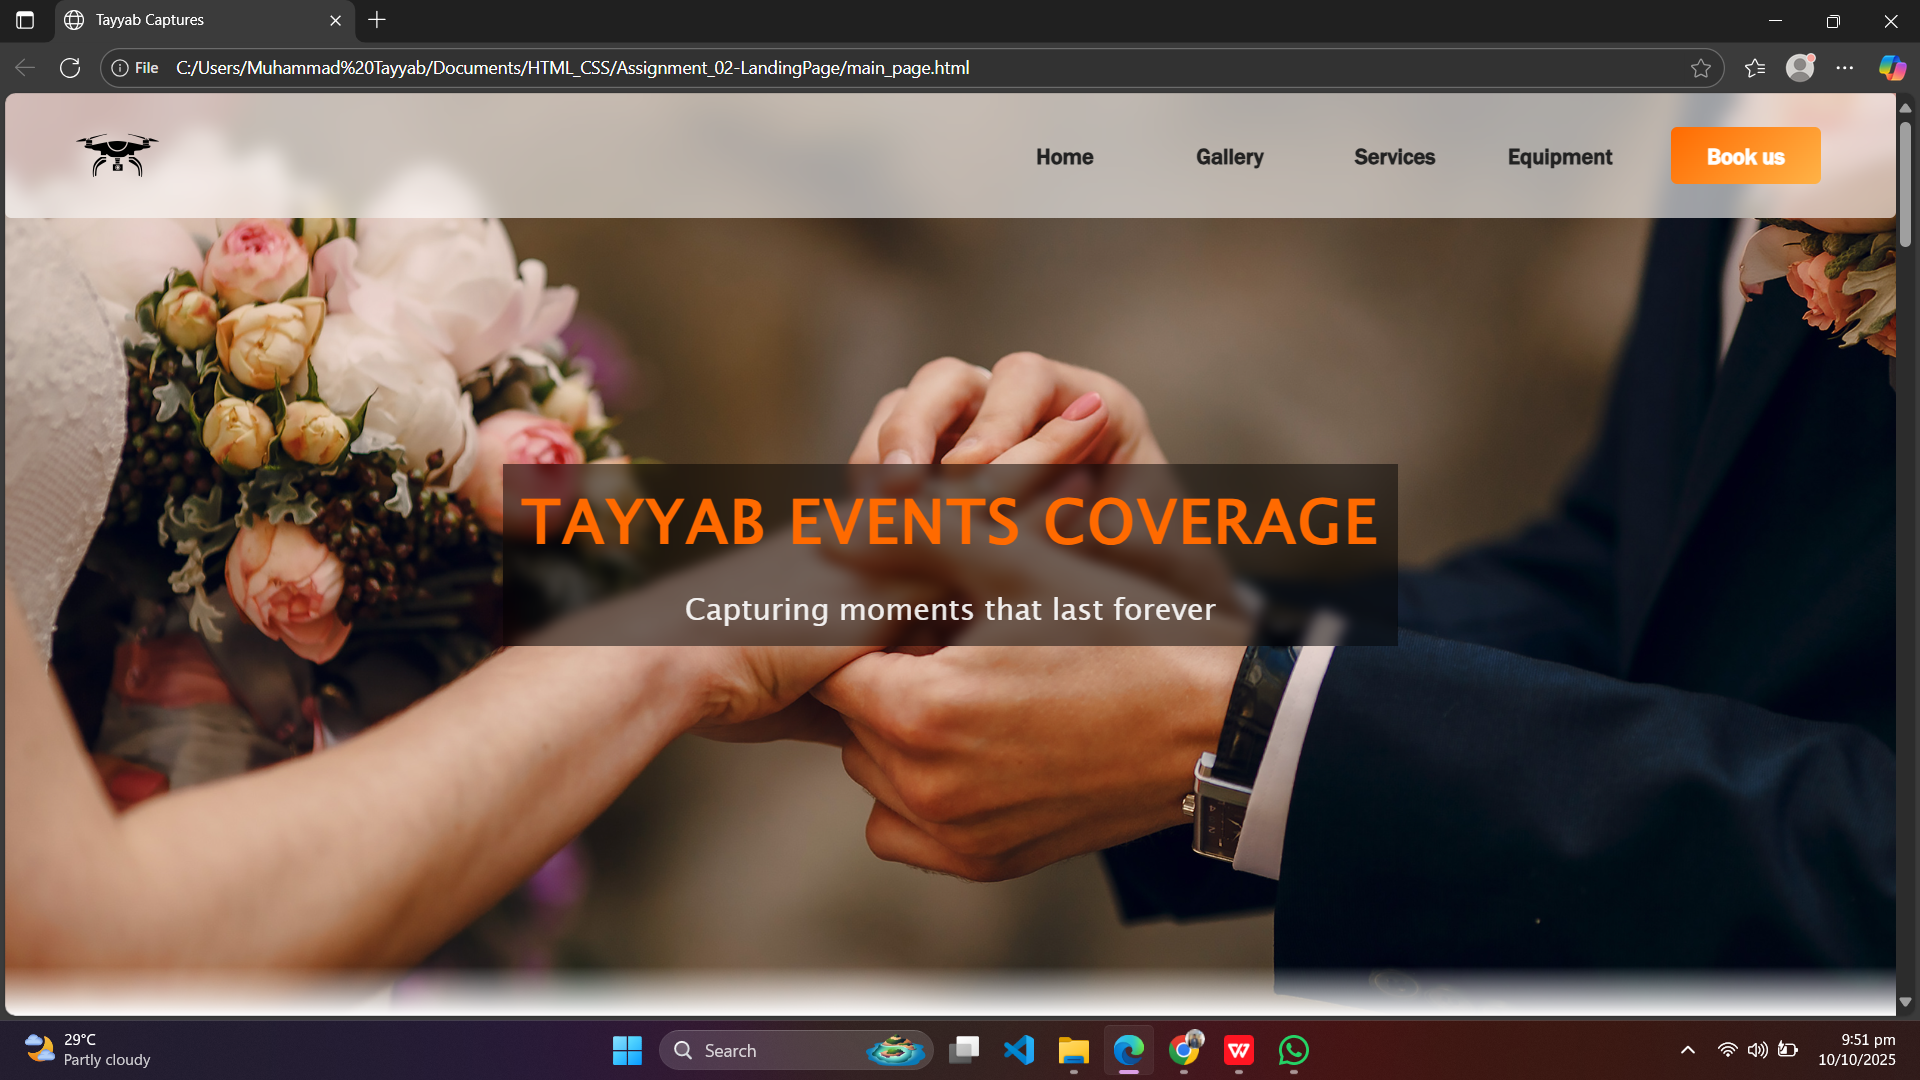 Tayyab Captures
File C:/Users/Muhammad%20Tayyab/Documents/HTML_CSS/Assignment_02-LandingPage/main_page.html
Home Gallery Services Equipment Book us
TAYYAB EVENTS COVERAGE
Capturing moments that last forever
29°C
Partly cloudy
Search
9:51 pm
10/10/2025